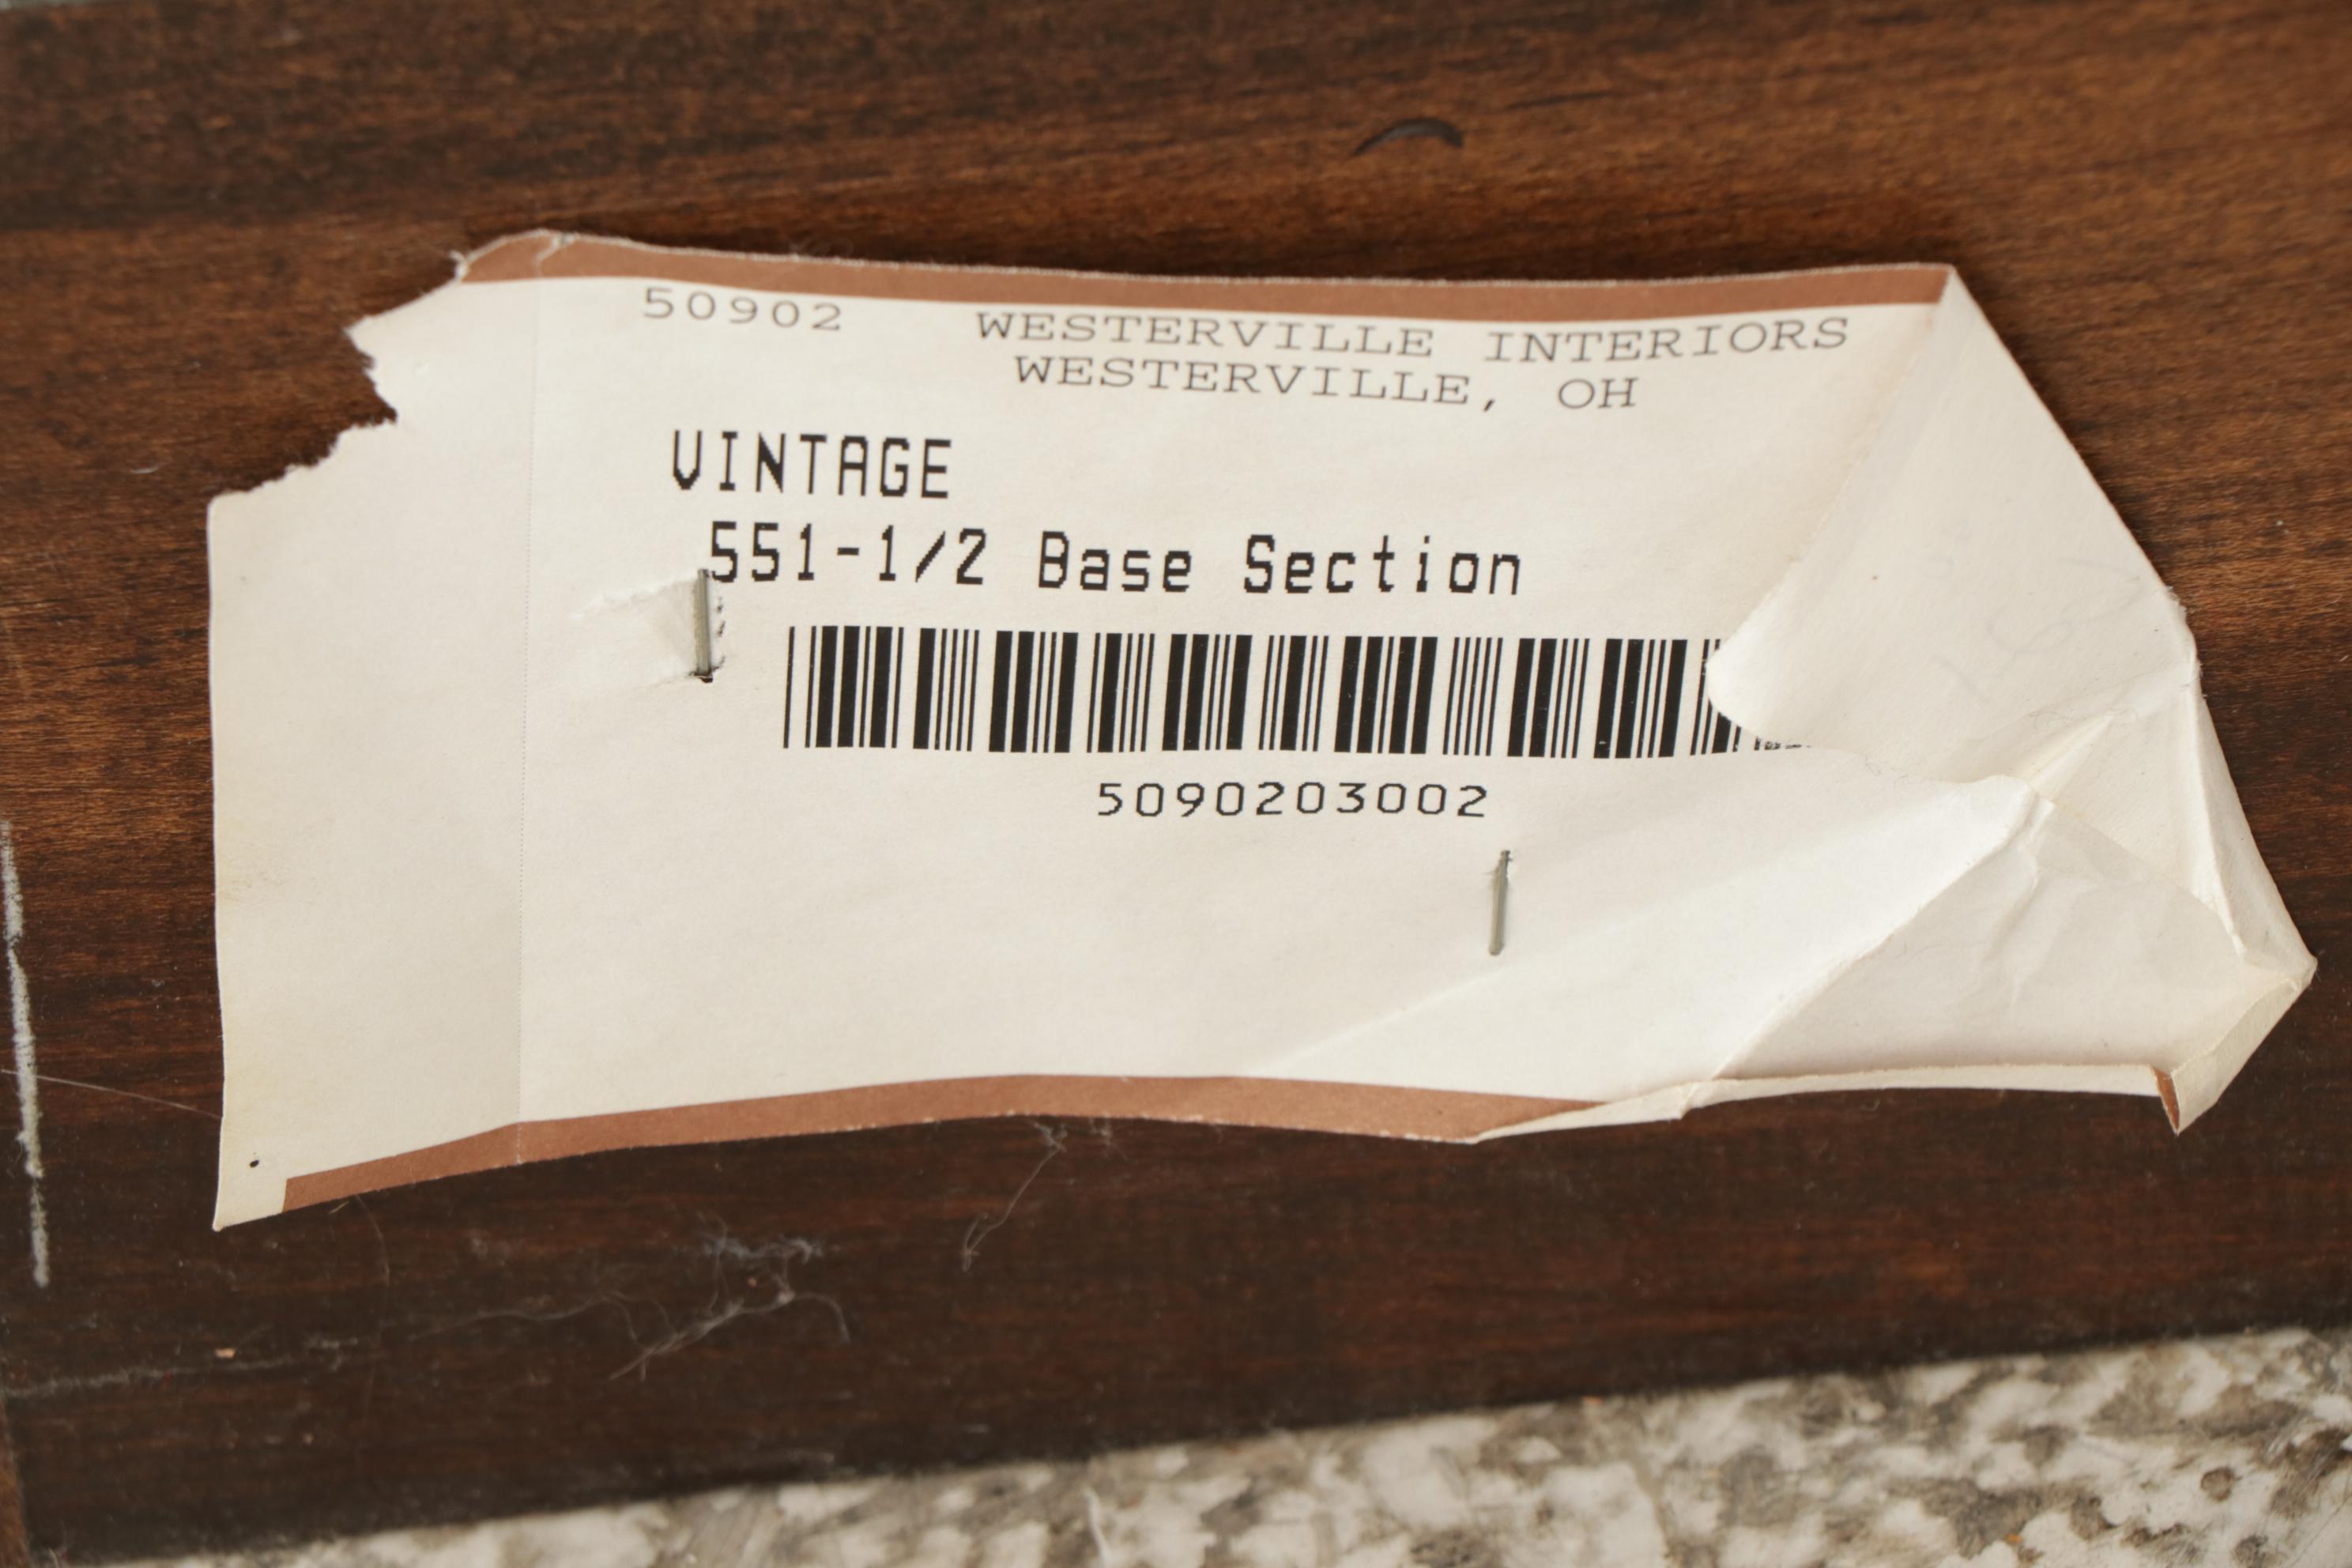 50902 WESTERVILLE INTERIORS
WESTERVILLE, OH
VINTAGE
551-1/2 Base Section
5090203002